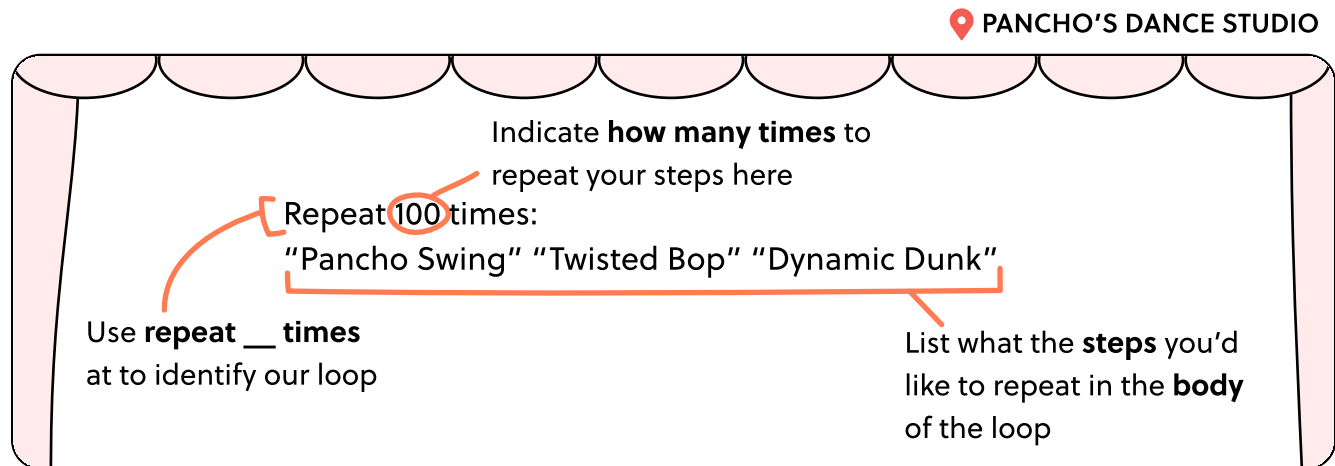 PANCHO'S DANCE STUDIO
Indicate how many times to
repeat your steps here
Repeat 100 times:
“Pancho Swing” “Twisted Bop” “Dynamic Dunk”
Use repeat __ times
at to identify our loop
List what the steps you'd
like to repeat in the body
of the loop